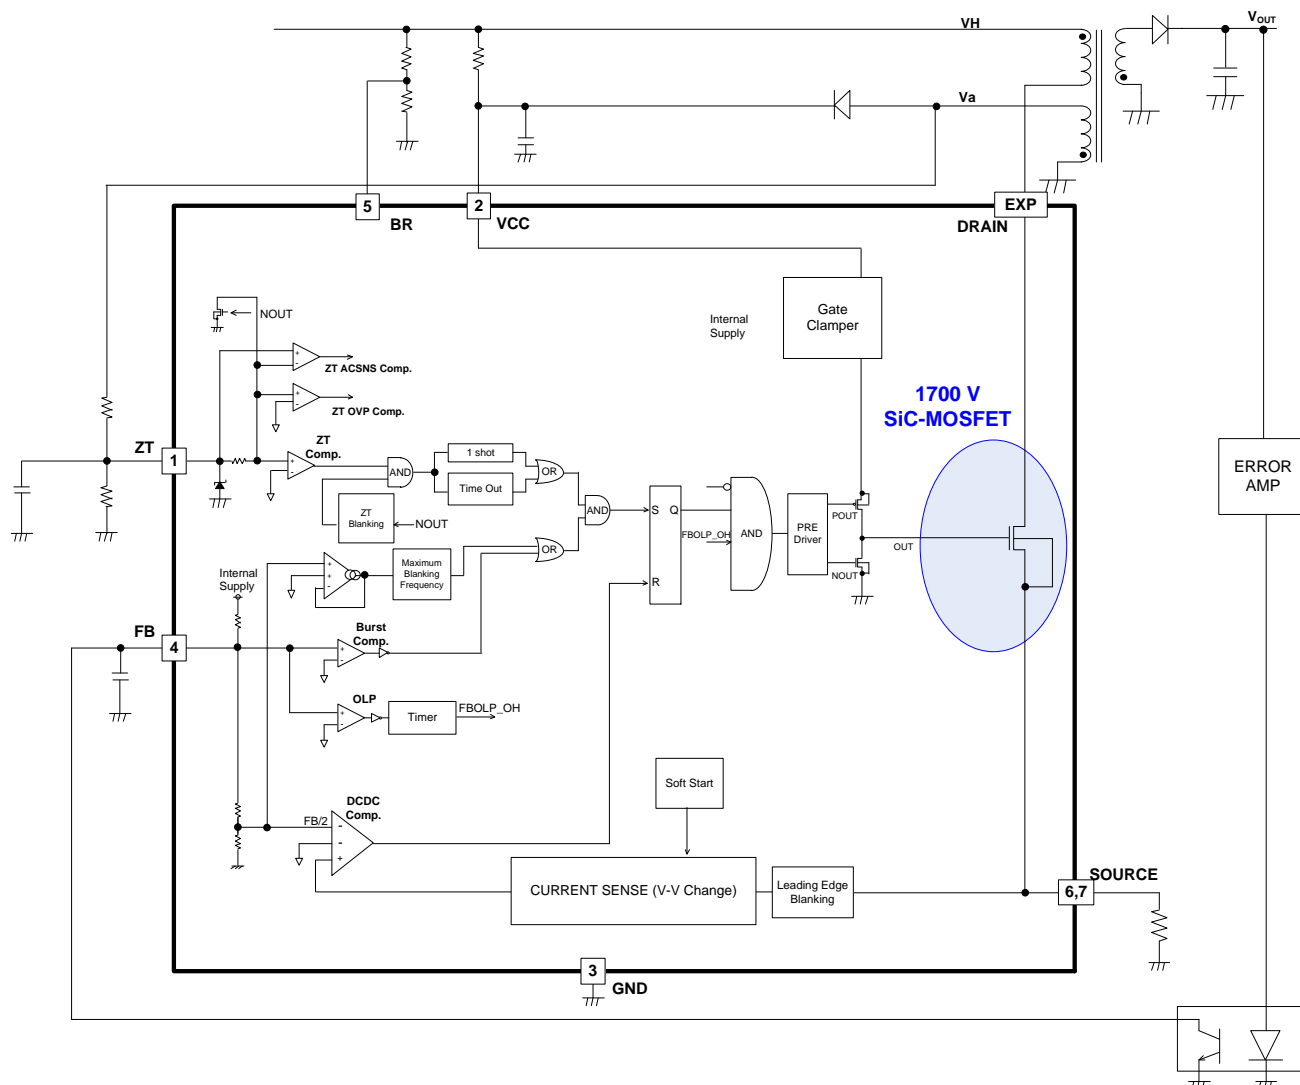 VH
VOUT
Va
5
BR
2
VCC
EXP
DRAIN
NOUT
Internal
Supply
Gate
Clamper
ZT ACSNS Comp.
1700 V
SiC-MOSFET
ZT OVP Comp.
ZT
1
ZT
Comp.
AND
1 shot
Time Out
OR
ERROR
AMP
ZT
Blanking
NOUT
AND
S
Q
R
FBOLP_OH
AND
PRE
Driver
POUT
NOUT
OUT
OR
Maximum
Blanking
Frequency
Internal
Supply
FB
4
Burst
Comp.
OLP
Timer
FBOLP_OH
Soft Start
DCDC
Comp.
FB/2
CURRENT SENSE (V-V Change)
Leading Edge
Blanking
SOURCE
6,7
3
GND